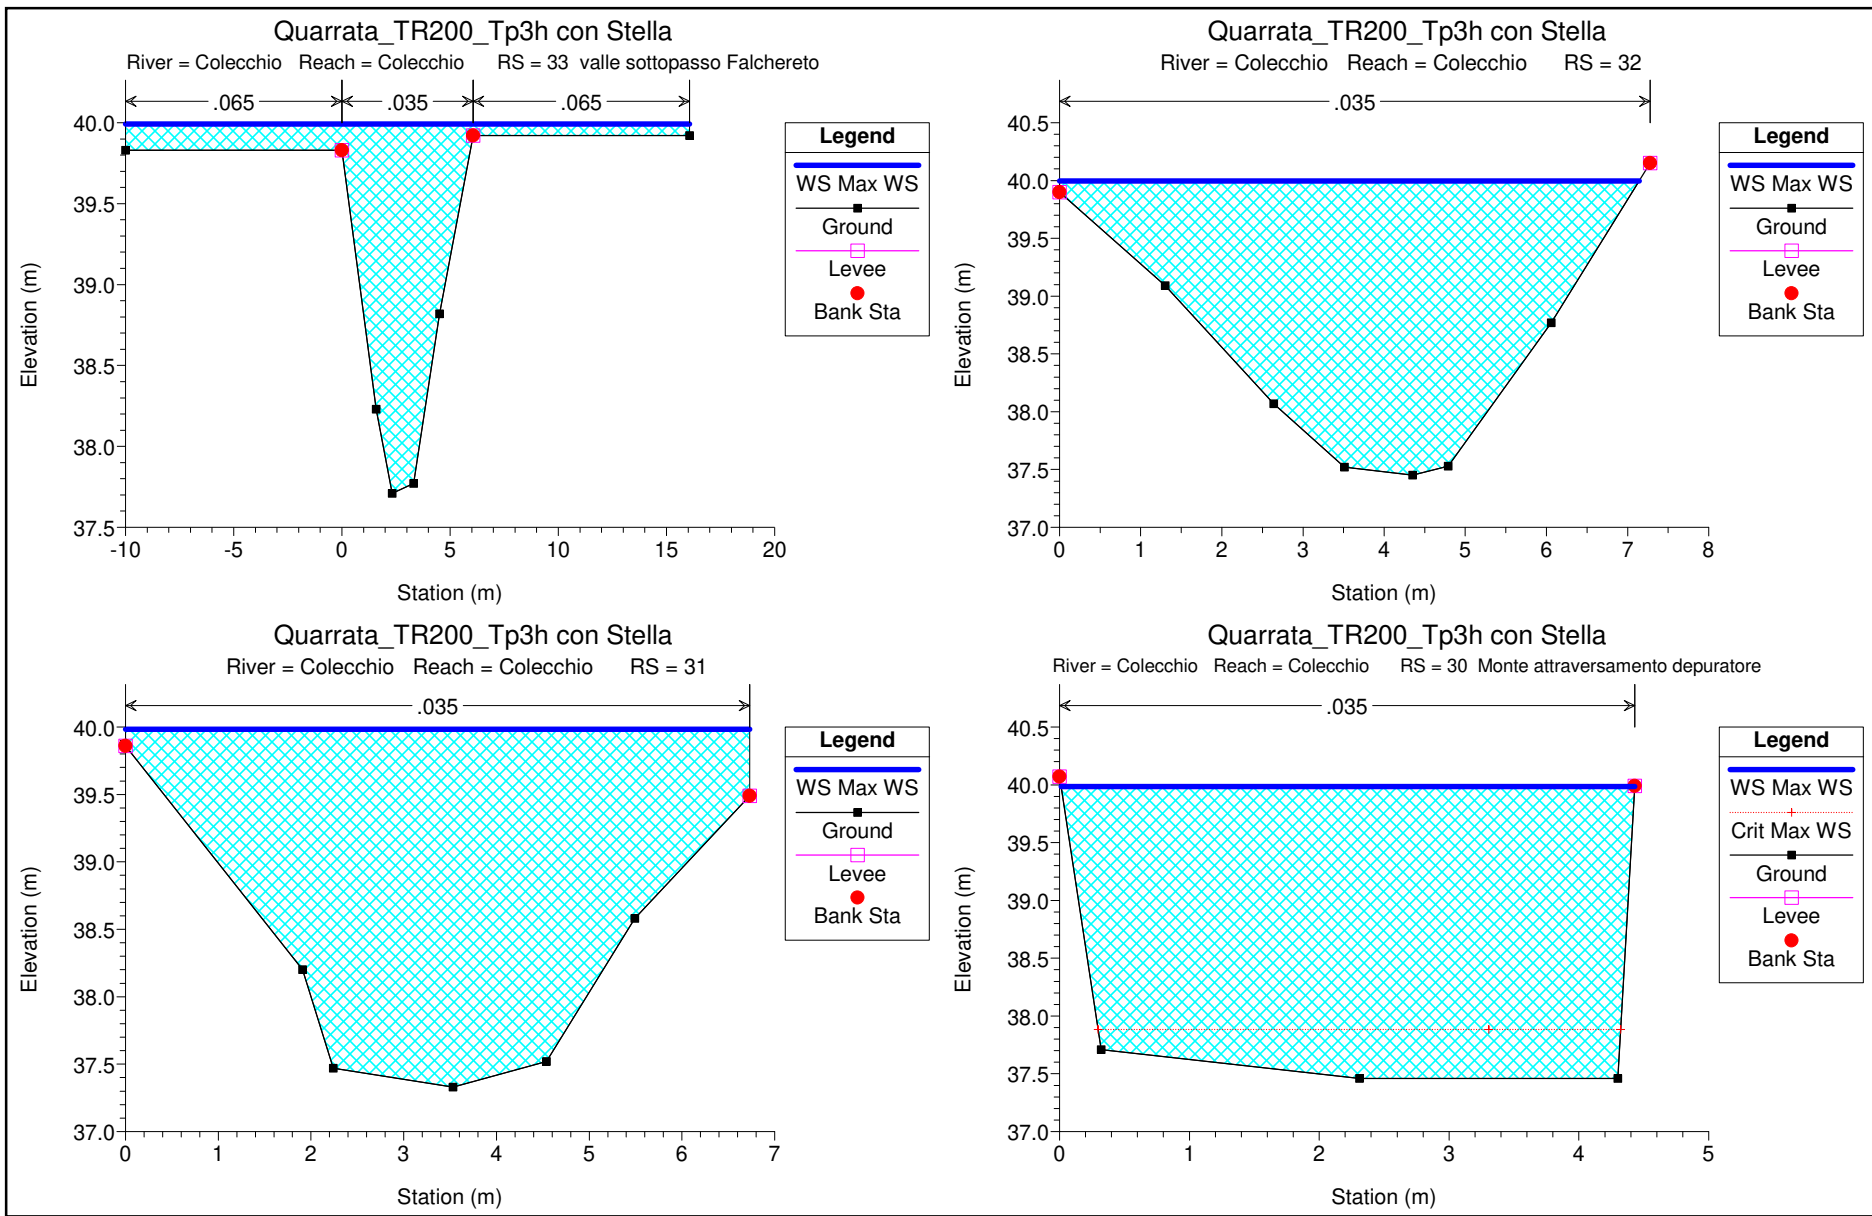 Quarrata_TR200_Tp3h con Stella
River = Colecchio Reach = Colecchio RS = 33 valle sottopasso Falchereto
.065 .035 .065
40.0
39.5
39.0
38.5
38.0
37.5
-10 -5 0 5 10 15 20
Station (m)
Elevation (m)
Legend
WS Max WS
Ground
Levee
Bank Sta
Quarrata_TR200_Tp3h con Stella
River = Colecchio Reach = Colecchio RS = 32
.035
40.5
40.0
39.5
39.0
38.5
38.0
37.5
37.0
0 1 2 3 4 5 6 7 8
Station (m)
Elevation (m)
Legend
WS Max WS
Ground
Levee
Bank Sta
Quarrata_TR200_Tp3h con Stella
River = Colecchio Reach = Colecchio RS = 31
.035
40.0
39.5
39.0
38.5
38.0
37.5
37.0
0 1 2 3 4 5 6 7
Station (m)
Elevation (m)
Legend
WS Max WS
Ground
Levee
Bank Sta
Quarrata_TR200_Tp3h con Stella
River = Colecchio Reach = Colecchio RS = 30 Monte attraversamento depuratore
.035
40.5
40.0
39.5
39.0
38.5
38.0
37.5
37.0
0 1 2 3 4 5
Station (m)
Elevation (m)
Legend
WS Max WS
Crit Max WS
Ground
Levee
Bank Sta